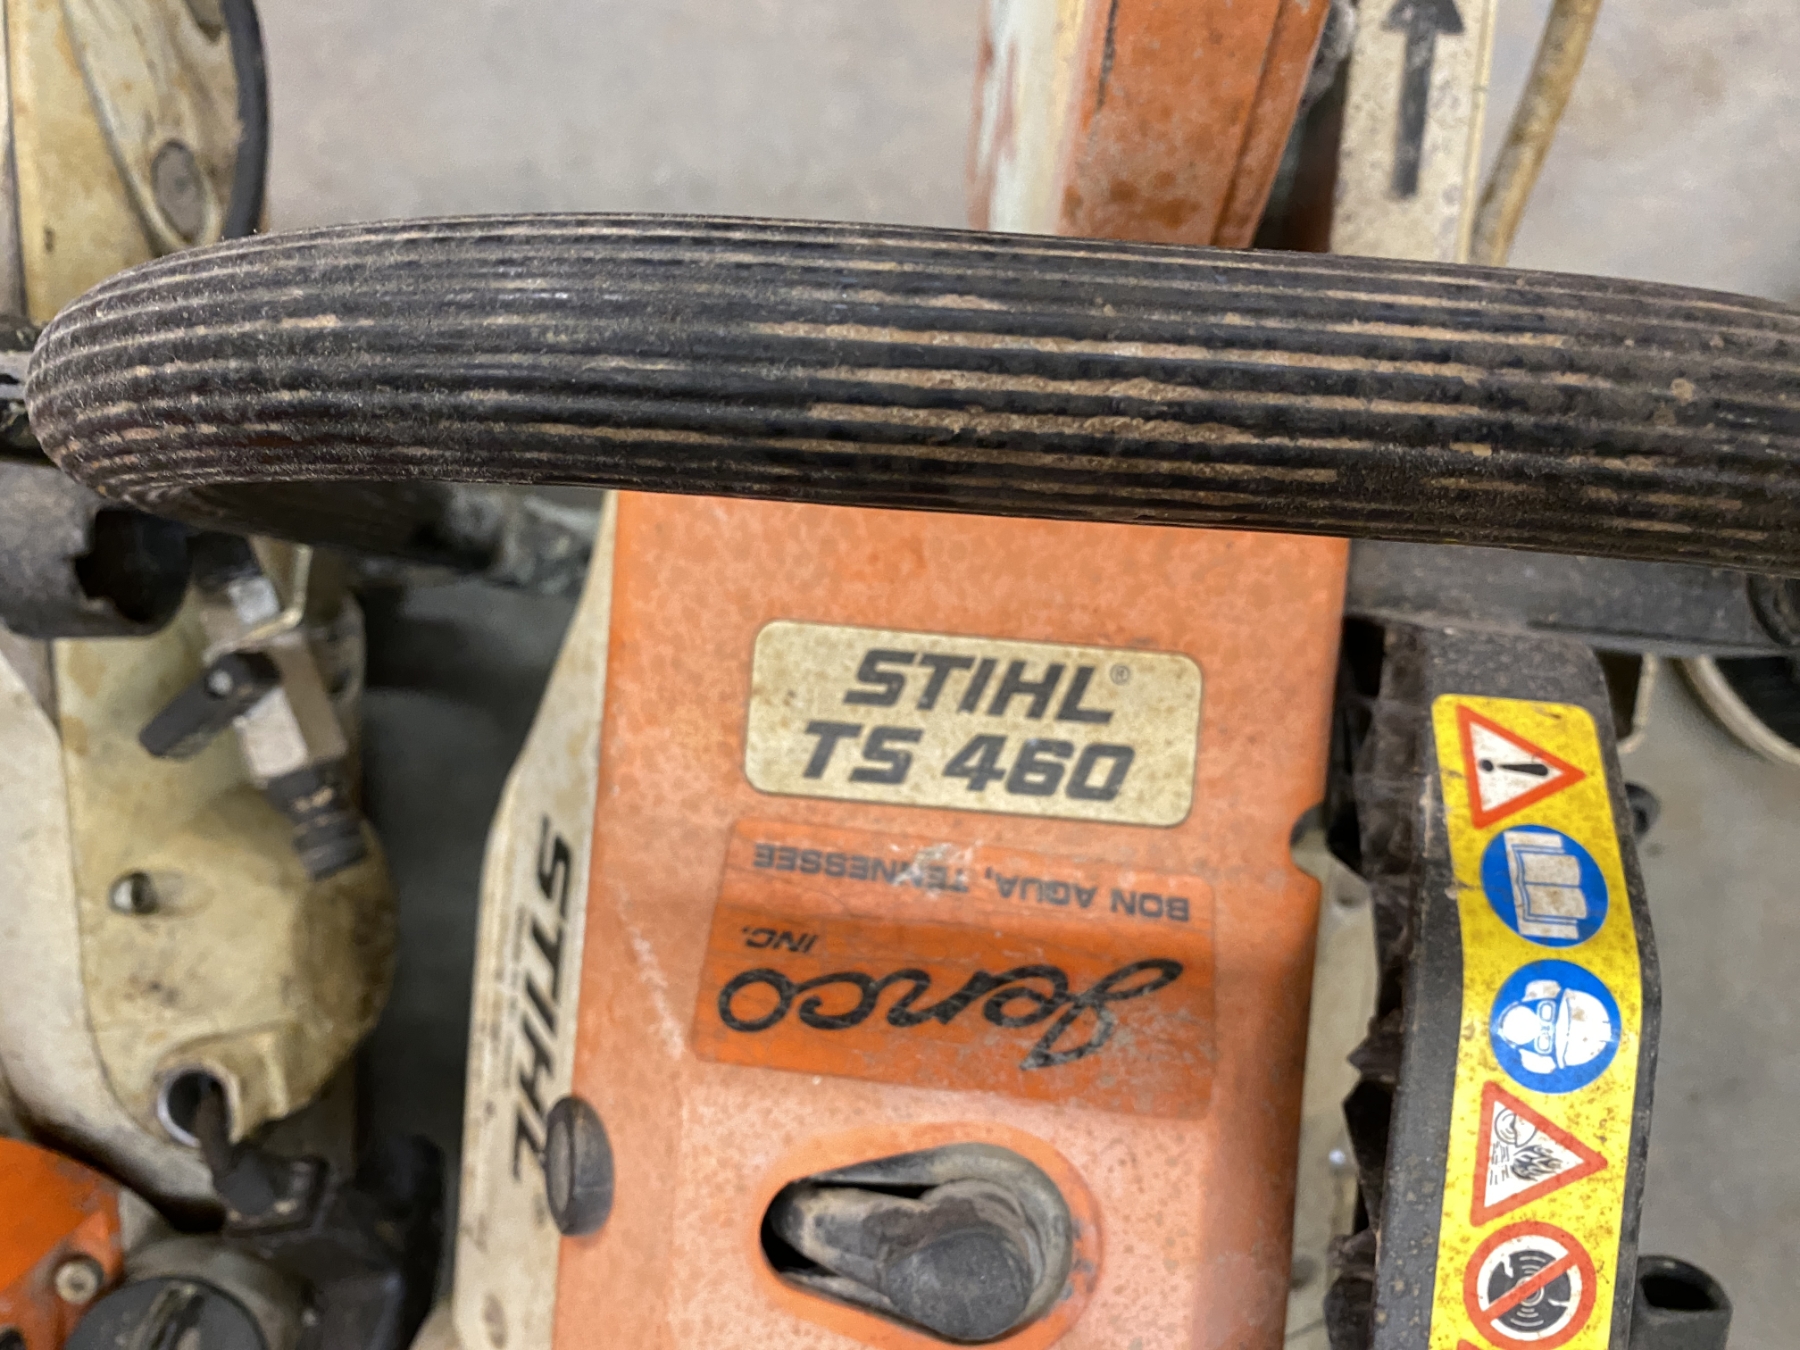 STIHL®
TS 460
BON AQUA, TENNESSEE
Jenco
INC.
STIHL